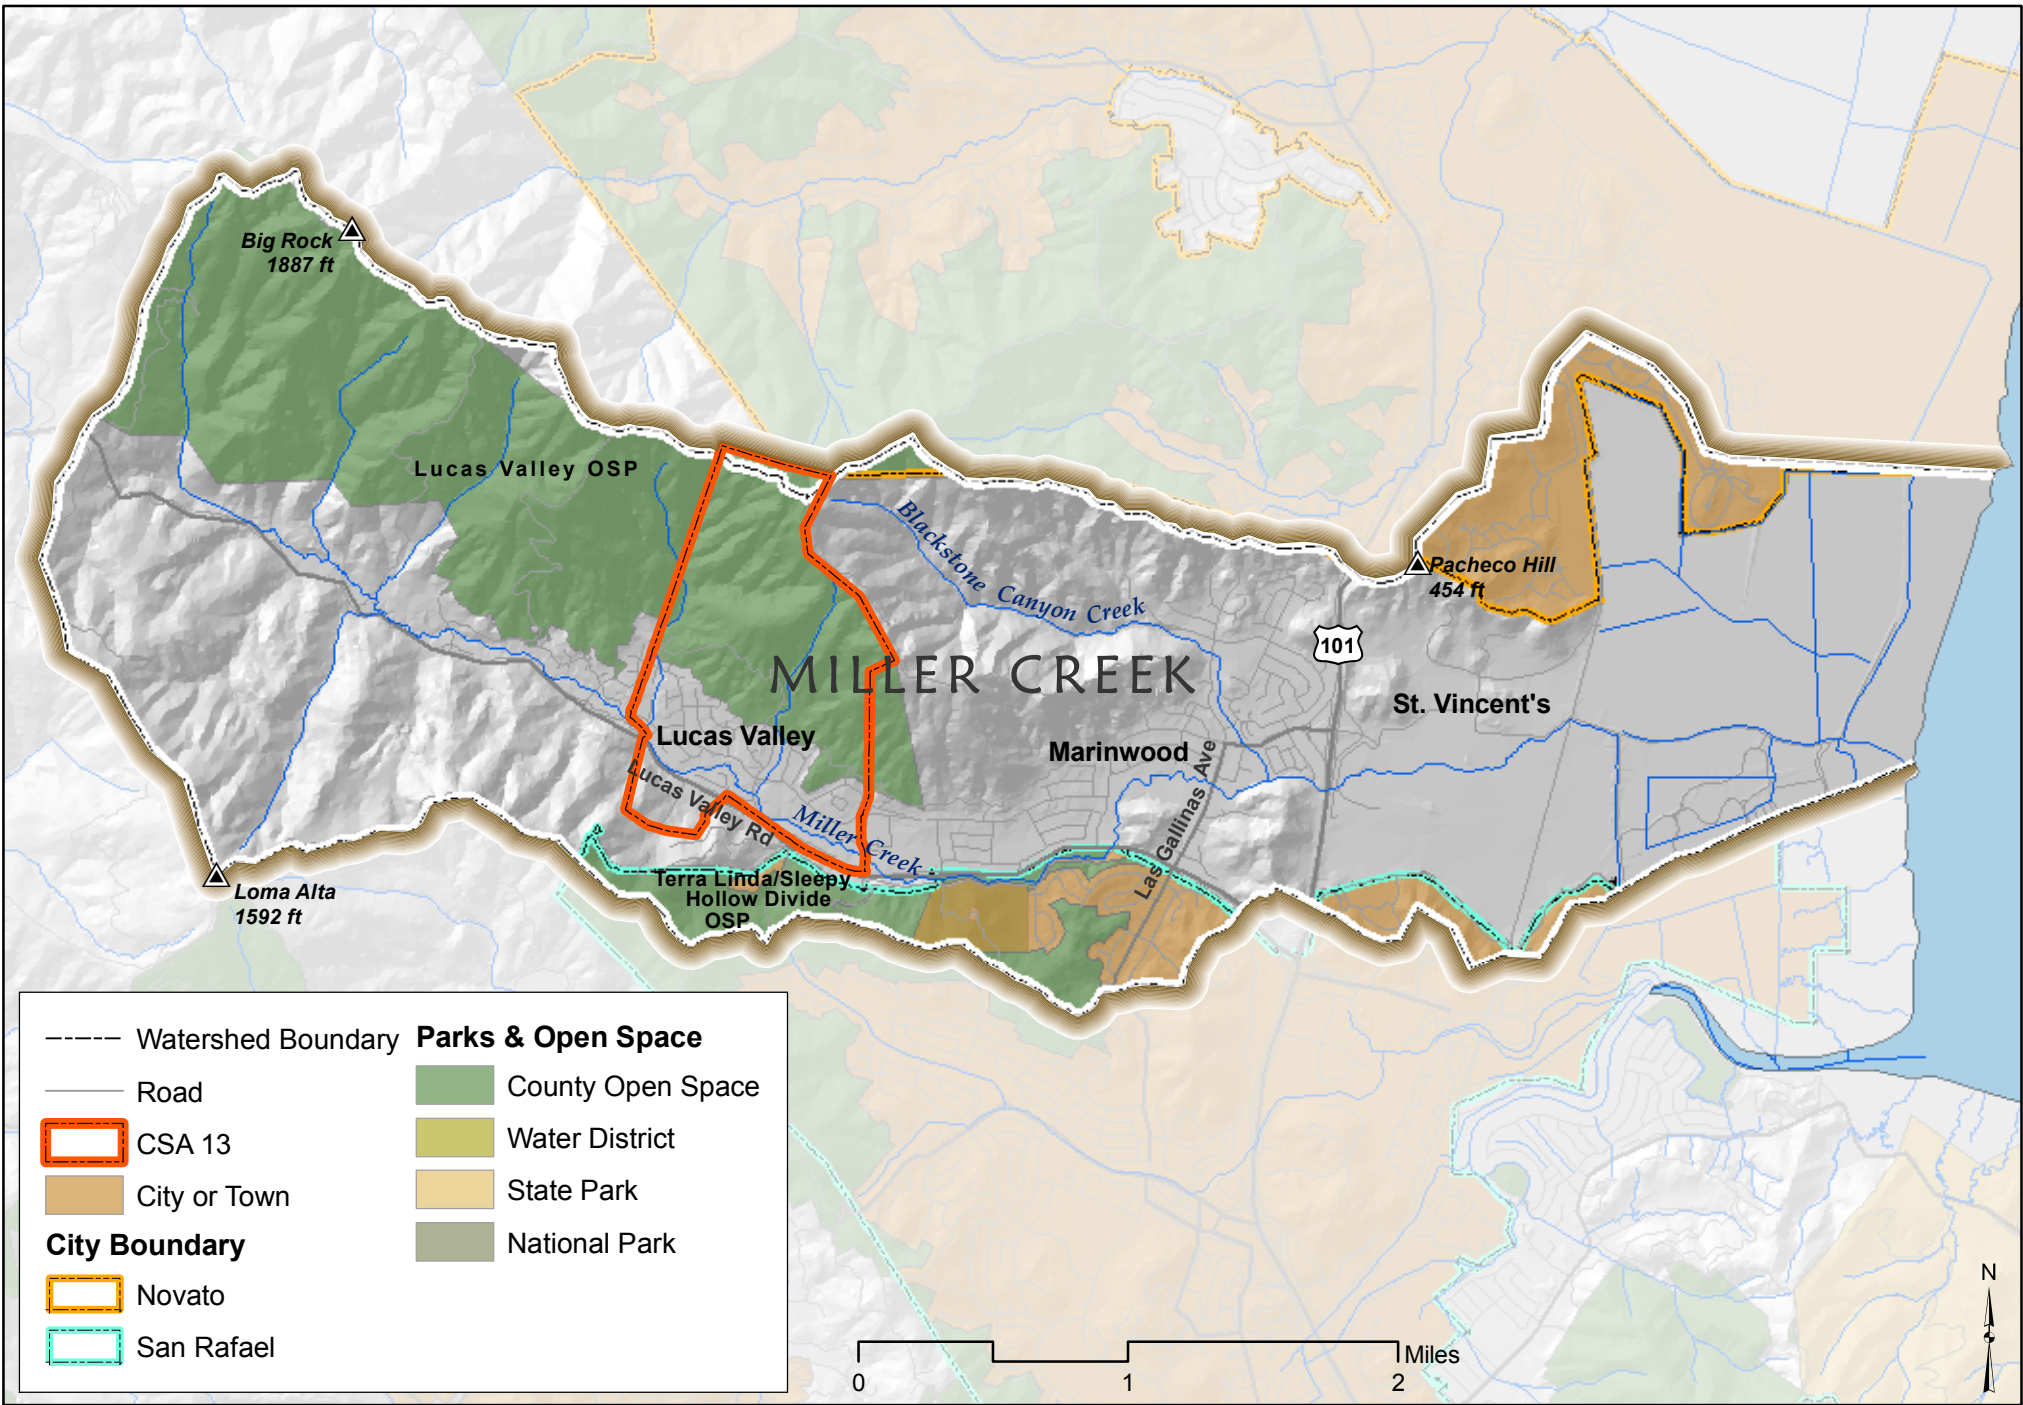 Big Rock
1887 ft
Lucas Valley OSP
Blackstone Canyon Creek
Pacheco Hill
454 ft
101
MILLER CREEK
St. Vincent's
Lucas Valley
Marinwood
Lucas Valley Rd
Las Gallinas Ave
Miller Creek
Terra Linda/Sleepy
Hollow Divide
OSP
Loma Alta
1592 ft
Watershed Boundary
Road
CSA 13
City or Town
City Boundary
Novato
San Rafael
Parks & Open Space
County Open Space
Water District
State Park
National Park
Miles
0 1 2
N